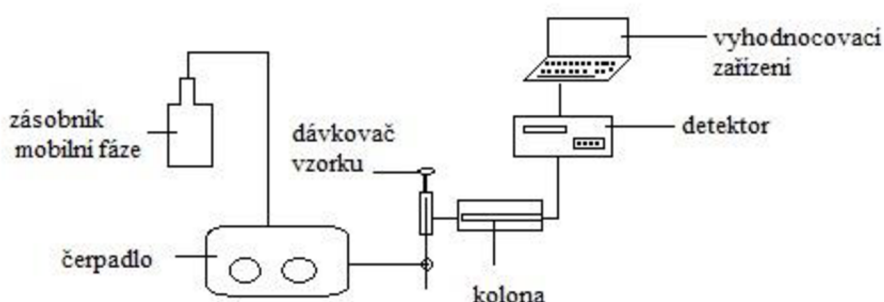 vyhodnocovací
zařízení
detektor
zásobník
mobilní fáze
dávkovač
vzorku
čerpadlo
kolona